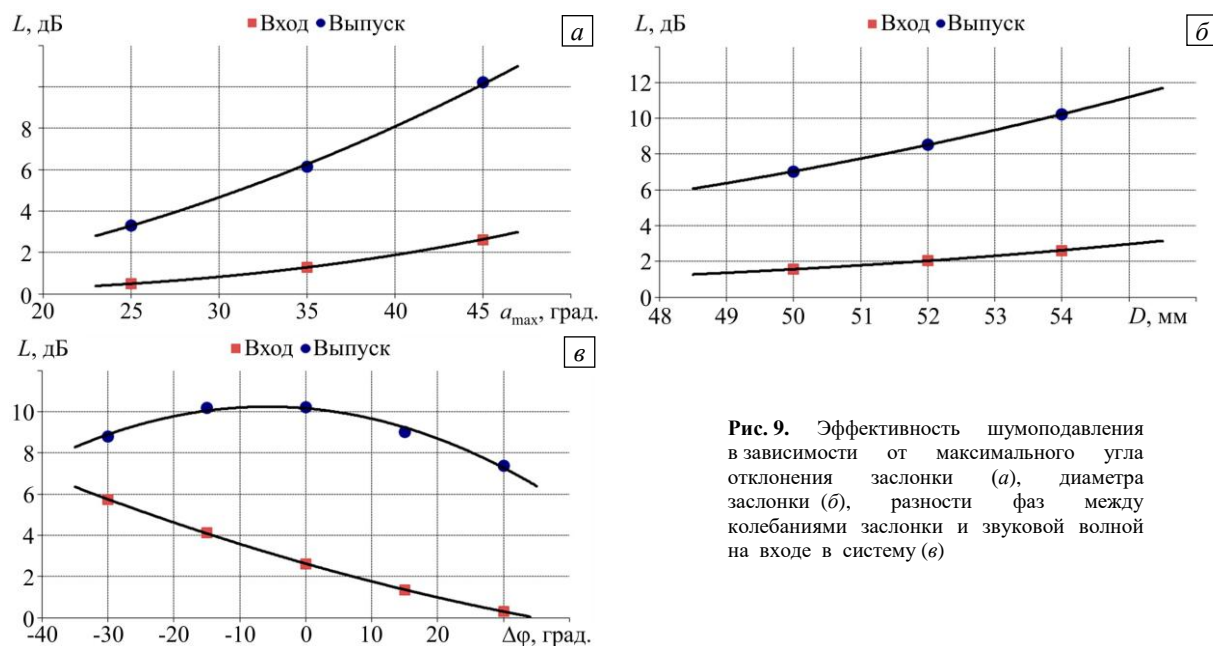 L, дБ
Вход Выпуск
а
8
6
4
2
0
20 25 30 35 40 45 a max, град.
L, дБ
Вход Выпуск
б
12
10
8
6
4
2
0
48 49 50 51 52 53 54 D, мм
L, дБ
Вход Выпуск
в
10
8
6
4
2
0
-40 -30 -20 -10 0 10 20 Δφ, град.
Рис. 9. Эффективность шумоподавления
в зависимости от максимального угла
отклонения заслонки (а), диаметра
заслонки (б), разности фаз между
колебаниями заслонки и звуковой волной
на входе в систему (в)